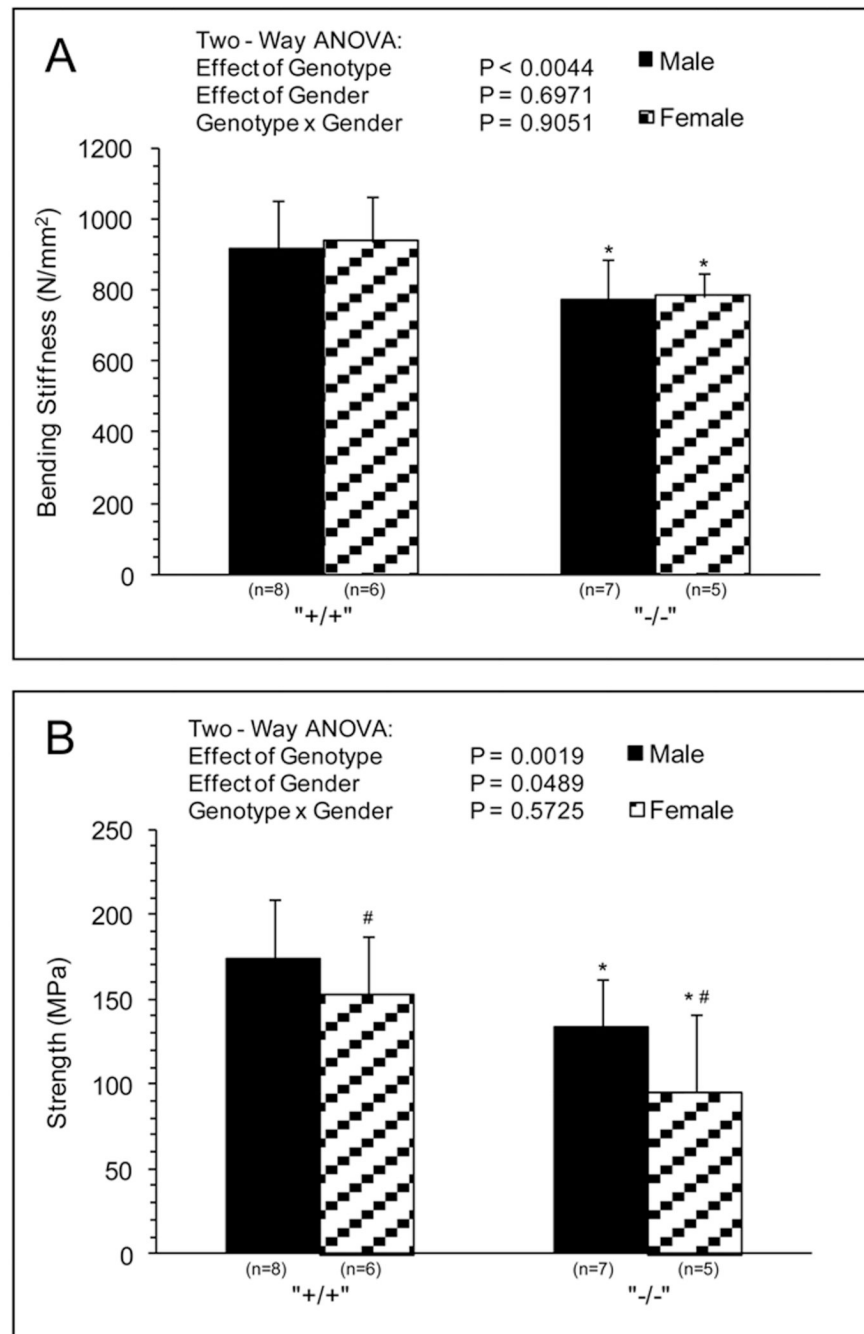 A
Two - Way ANOVA:
Effect of Genotype P < 0.0044
Effect of Gender P = 0.6971
Genotype x Gender P = 0.9051
Male
Female
Bending Stiffness (N/mm²)
1200
1000
800
600
400
200
0
* *
(n=8) (n=6) (n=7) (n=5)
"+/+" "-/-"
B
Two - Way ANOVA:
Effect of Genotype P = 0.0019
Effect of Gender P = 0.0489
Genotype x Gender P = 0.5725
Male
Female
Strength (MPa)
250
200
150
100
50
0
# * * #
(n=8) (n=6) (n=7) (n=5)
"+/+" "-/-"